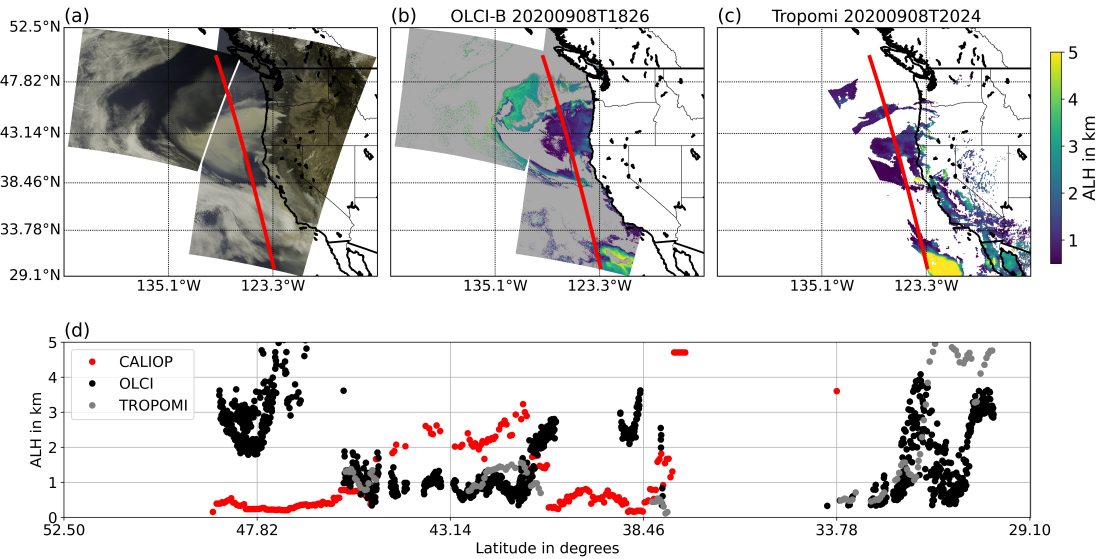 (a)
(b)
OLCI-B 20200908T1826
(c)
Tropomi 20200908T2024
52.5°N
47.82°N
43.14°N
38.46°N
33.78°N
29.1°N
135.1°W
123.3°W
135.1°W
123.3°W
135.1°W
123.3°W
5
4
3
2
1
ALH in km
(d)
5
4
3
2
1
0
ALH in km
CALIOP
OLCI
TROPOMI
52.50
47.82
43.14
38.46
33.78
29.10
Latitude in degrees